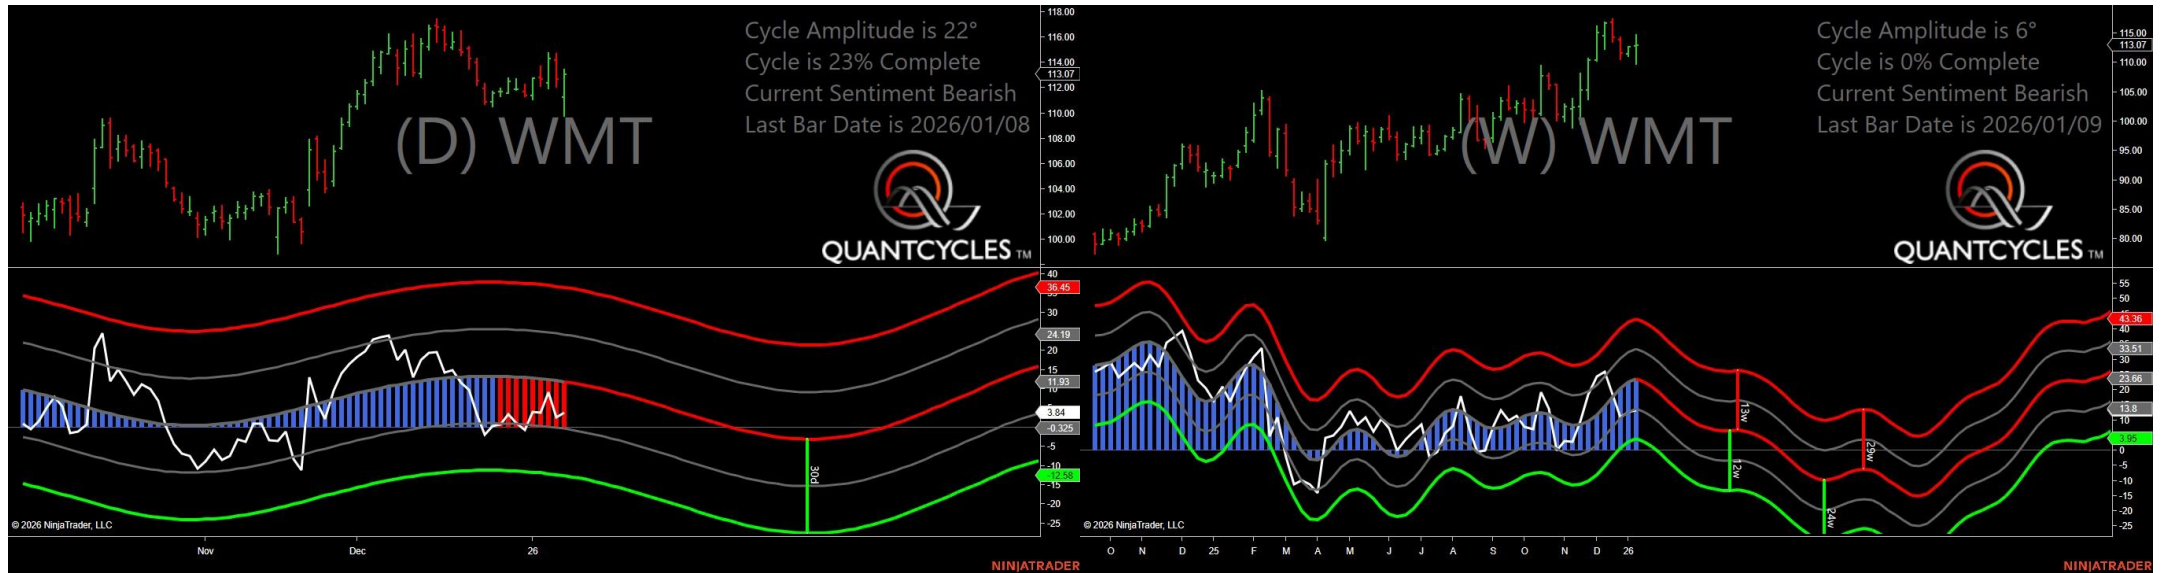 Cycle Amplitude is 22°
Cycle is 23% Complete
Current Sentiment Bearish
Last Bar Date is 2026/01/08
(D) WMT
QUANTCYCLES TM
118.00
116.00
114.00
113.07
112.00
110.00
108.00
106.00
104.00
102.00
100.00
40
36.45
30
24.19
20
15
11.93
3.84
-0.325
-5
-10
-12.58
-15
-20
-25
30d
© 2026 NinjaTrader, LLC
Nov Dec 26
NINJATRADER
Cycle Amplitude is 6°
Cycle is 0% Complete
Current Sentiment Bearish
Last Bar Date is 2026/01/09
(W) WMT
QUANTCYCLES TM
115.00
113.07
110.00
105.00
100.00
95.00
90.00
85.00
80.00
55
50
43.36
40
33.51
30
23.66
20
13.8
10
3.95
0
-5
-10
-15
-20
-25
13w
12w
29w
24w
© 2026 NinjaTrader, LLC
O N D 25 F M A M J J A S O N D 26
NINJATRADER